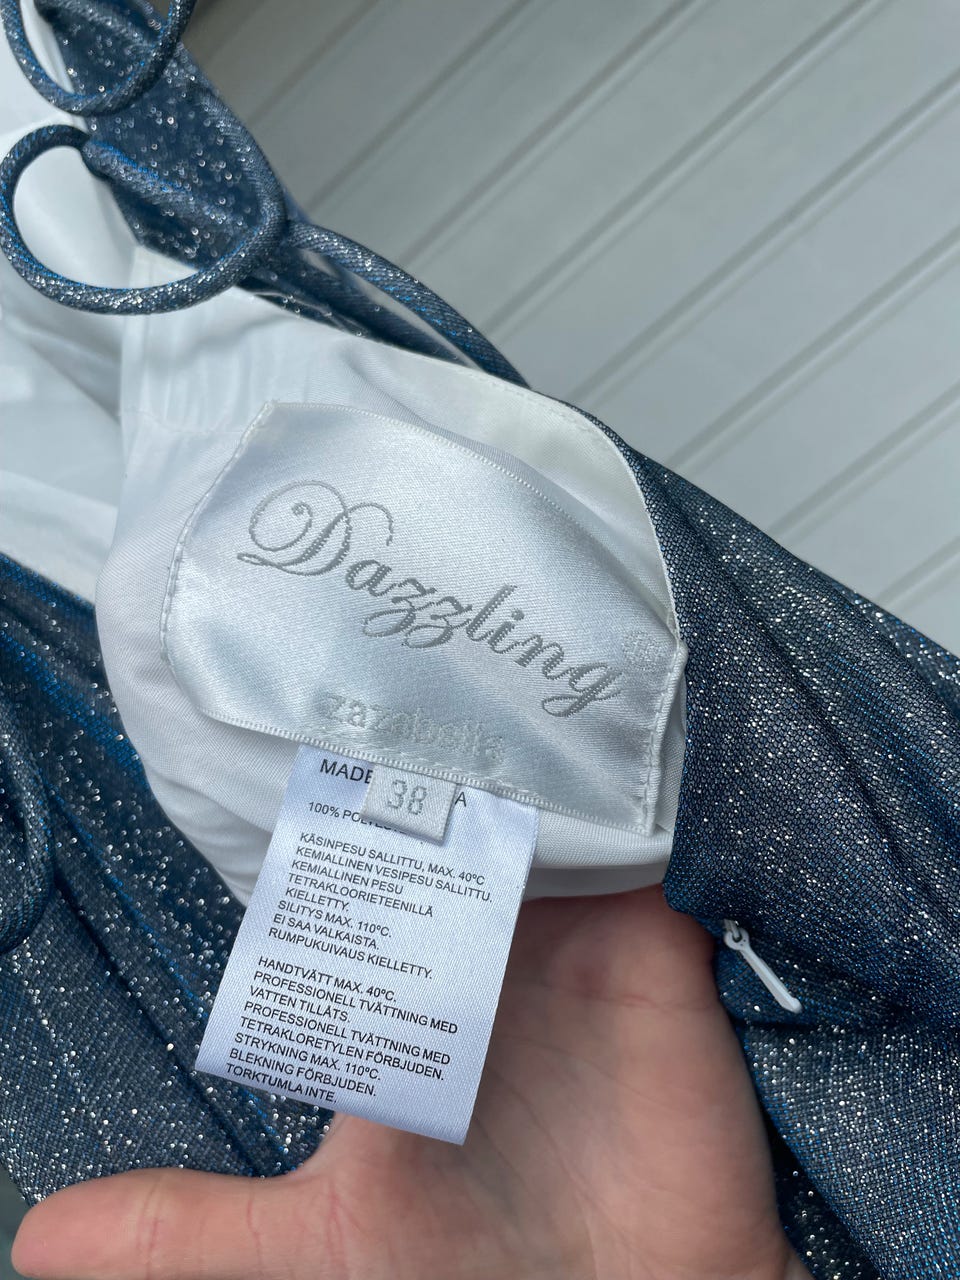 Dazzling
zazabella
38
MADE A
100% POLYES
KÄSINPESU SALLITTU, MAX. 40°C
KEMIALLINEN VESIPESU SALLITTU.
KEMIALLINEN PESU
TETRAKLOORIETEENILLÄ
KIELLETTY.
SILITYS MAX. 110°C.
EI SAA VALKAISTA.
RUMPUKUIVAUS KIELLETTY.
HANDTVÄTT MAX. 40°C.
PROFESSIONELL TVÄTTNING MED
VATTEN TILLÅTS.
PROFESSIONELL TVÄTTNING MED
TETRAKLORETYLEN FÖRBJUDEN.
STRYKNING MAX. 110°C.
BLEKNING FÖRBJUDEN.
TORKTUMLA INTE.